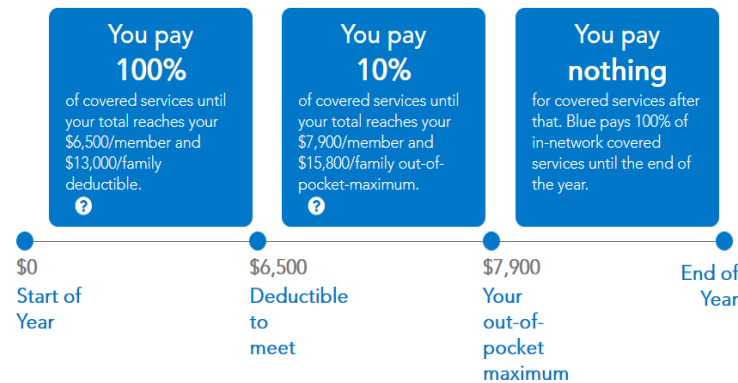 You pay
100%
of covered services until
your total reaches your
$6,500/member and
$13,000/family
deductible.
?
You pay
10%
of covered services until
your total reaches your
$7,900/member and
$15,800/family out-of-
pocket-maximum.
?
You pay
nothing
for covered services after
that. Blue pays 100% of
in-network covered
services until the end of
the year.
$0
Start of
Year
$6,500
Deductible
to
meet
$7,900
Your
out-of-
pocket
maximum
End of
Year